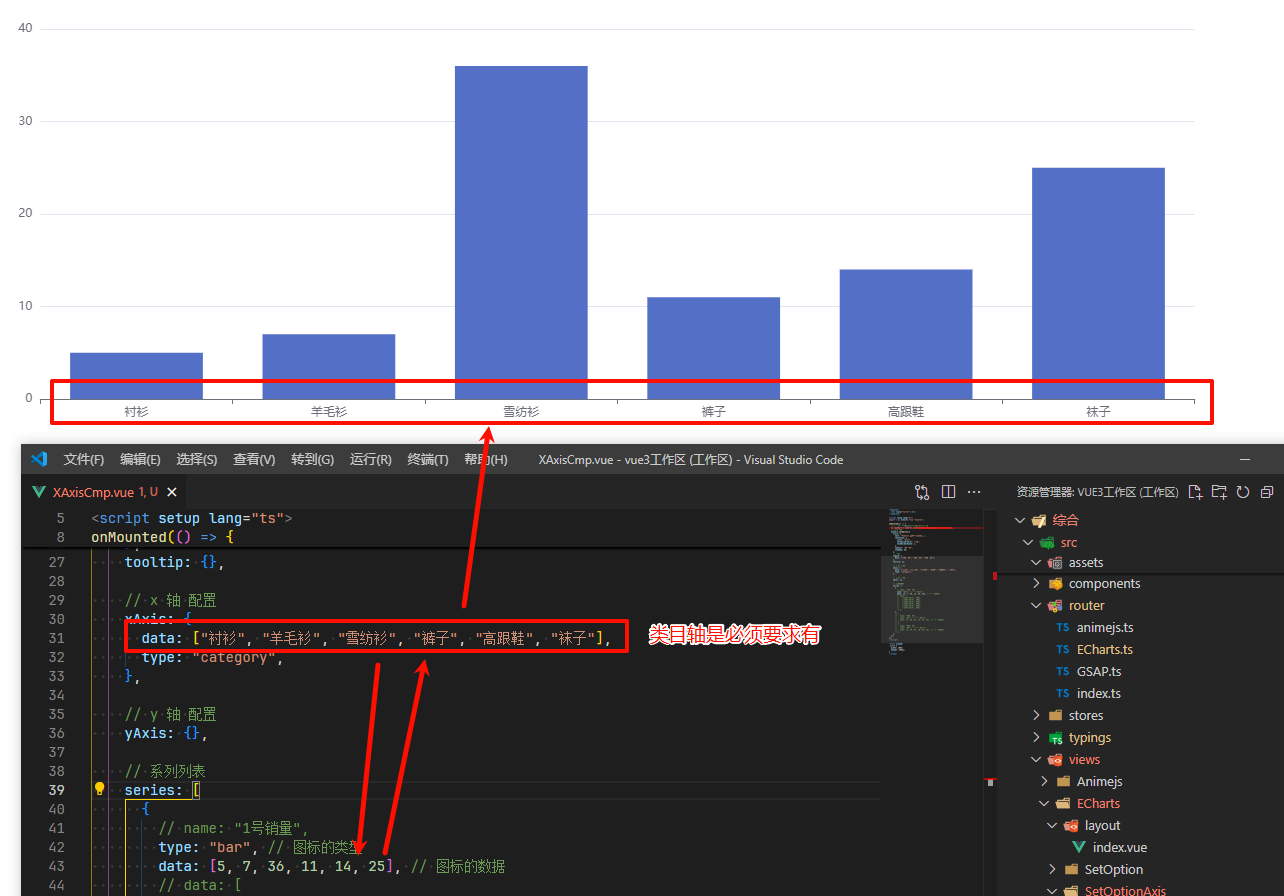 40
30
20
10
0
衬衫 羊毛衫 雪纺衫 裤子 高跟鞋 袜子
文件(F) 编辑(E) 选择(S) 查看(V) 转到(G) 运行(R) 终端(T) 帮助(H) XAxisCmp.vue - vue3工作区 (工作区) - Visual Studio Code
XAxisCmp.vue 1, U
资源管理器: VUE3工作区 (工作区)
5 <script setup lang="ts">
8 onMounted(() => {
27 tooltip: {},
28
29 // x 轴 配置
30 xAxis: {
31 data: ["衬衫", "羊毛衫", "雪纺衫", "裤子", "高跟鞋", "袜子"],
类目轴是必须要求有
32 type: "category",
33 },
34
35 // y 轴 配置
36 yAxis: {},
37
38 // 系列列表
39 series: [
40 {
41 // name: "1号销量",
42 type: "bar", // 图标的类型
43 data: [5, 7, 36, 11, 14, 25], // 图标的数据
44 // data: [
综合
src
assets
components
router
TS animejs.ts
TS ECharts.ts
TS GSAP.ts
TS index.ts
stores
typings
views
Animejs
ECharts
layout
index.vue
SetOption
SetOptionAxis